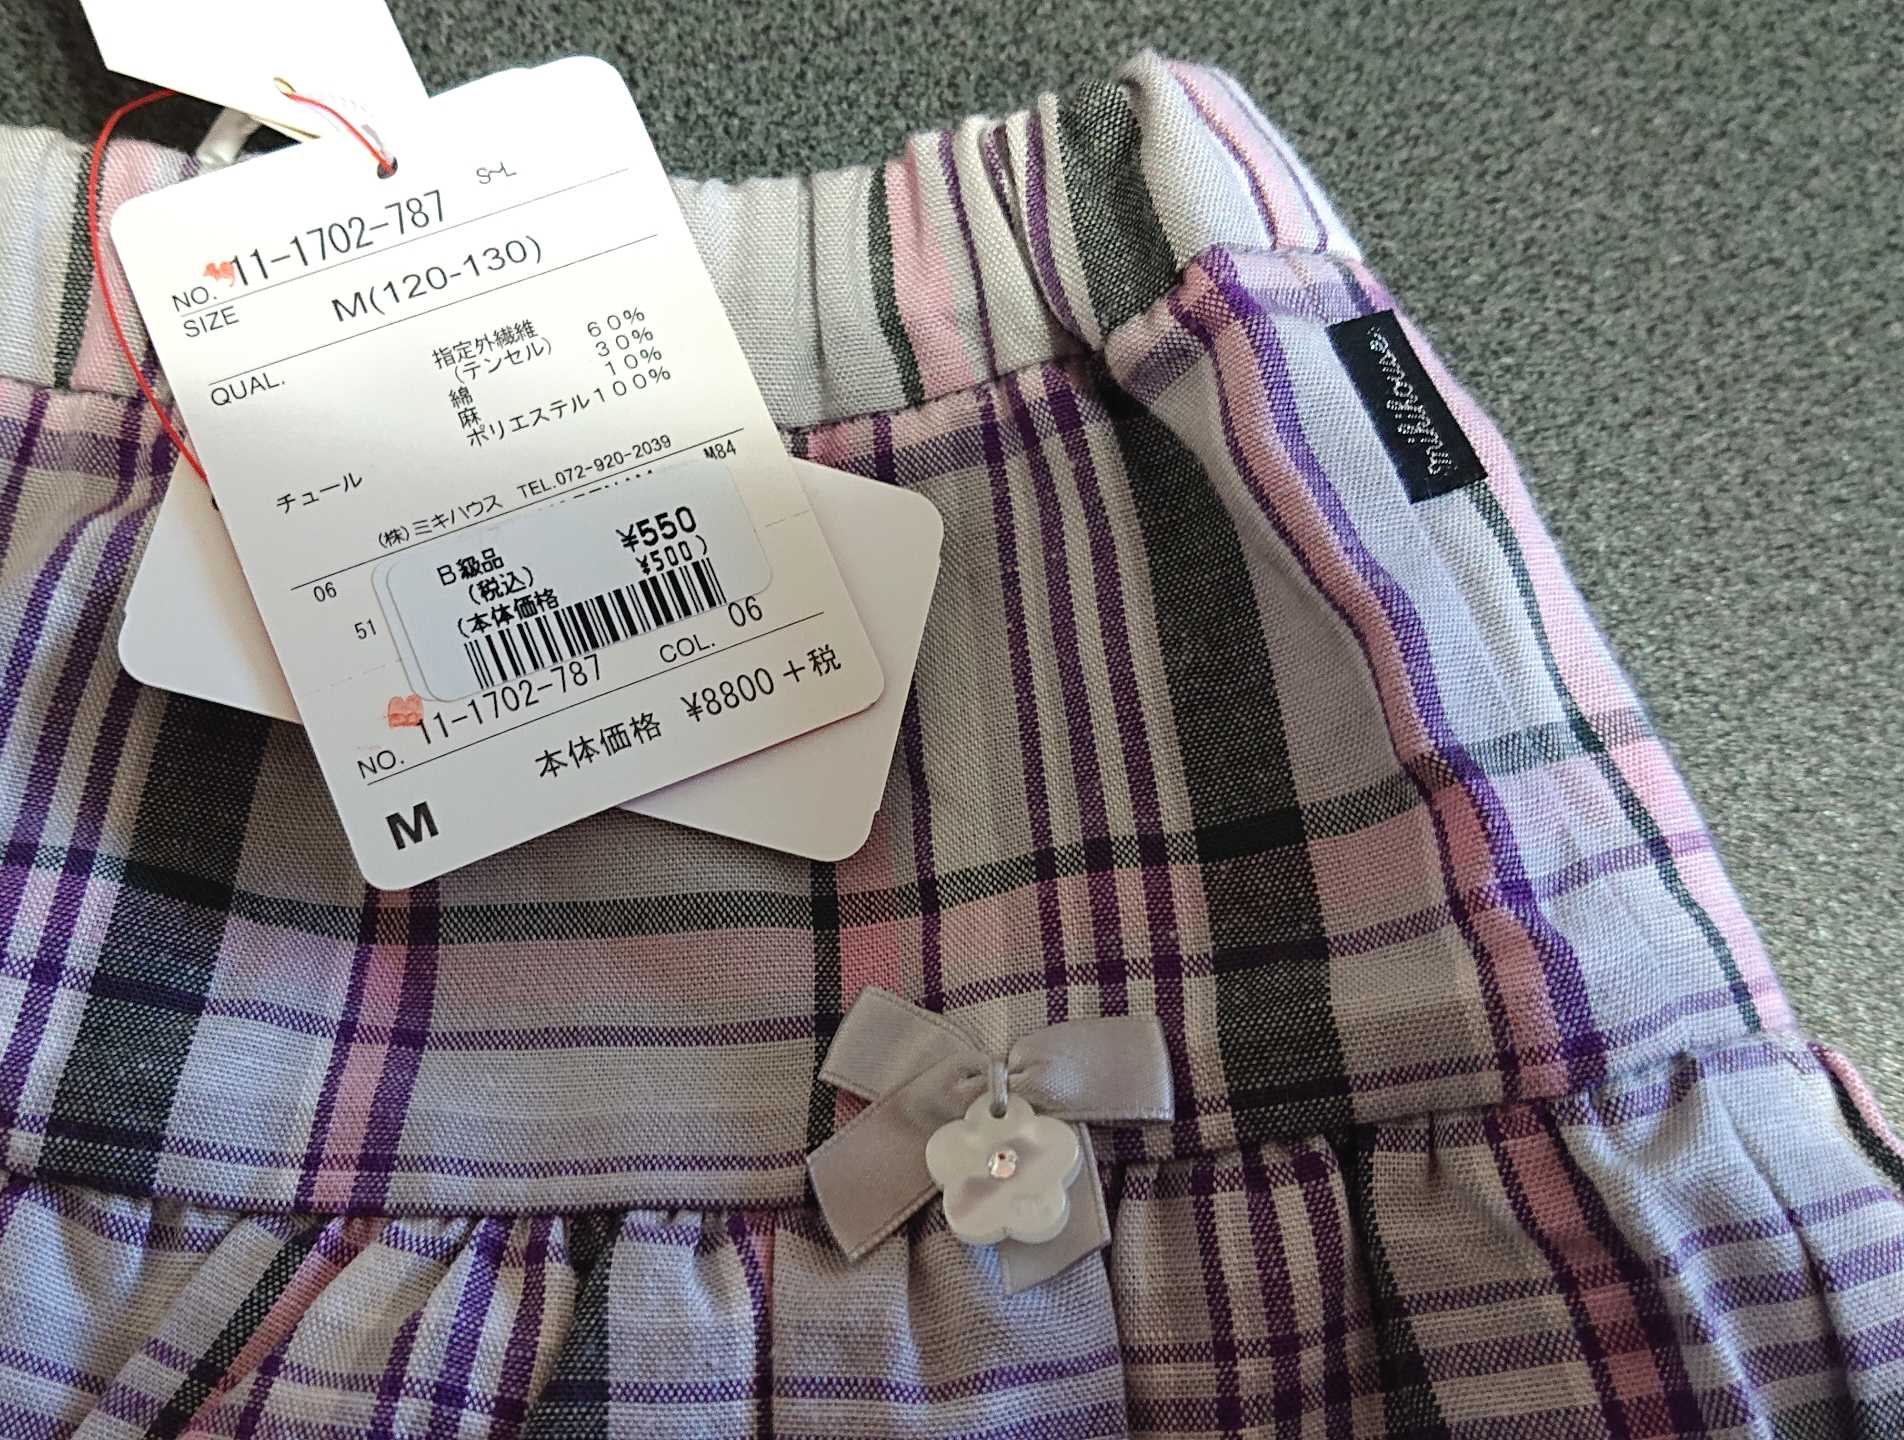 NO. 11-1702-787 S~L
SIZE M(120-130)
QUAL. 指定外繊維 60%
(テンセル) 30%
綿 10%
麻
ポリエステル100%
チュール
(株)ミキハウス TEL.072-920-2039
M84
06
51
B級品 ¥550
(税込)
(本体価格 ¥500)
NO. 11-1702-787 COL. 06
本体価格 ¥8800+税
M
mikihouse